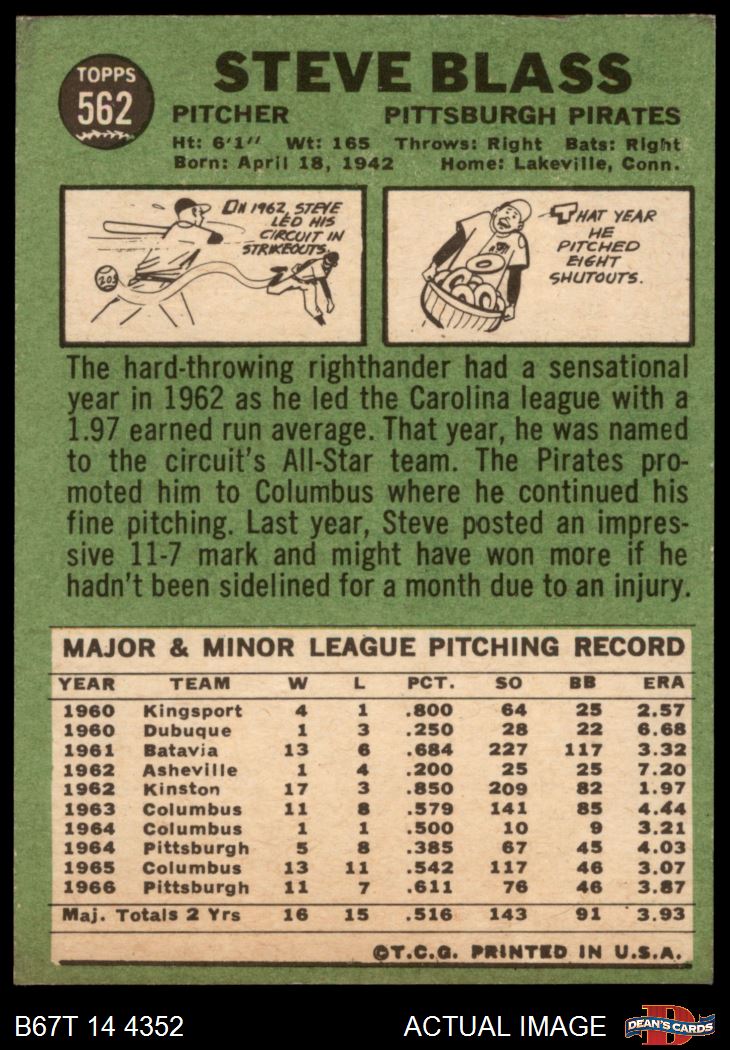 TOPPS
562
STEVE BLASS
PITCHER PITTSBURGH PIRATES
Ht: 6'1" Wt: 165 Throws: Right Bats: Right
Born: April 18, 1942 Home: Lakeville, Conn.
IN 1962, STEVE
LED HIS
CIRCUIT IN
STRIKEOUTS.
209
THAT YEAR
HE
PITCHED
EIGHT
SHUTOUTS.
The hard-throwing righthander had a sensational
year in 1962 as he led the Carolina league with a
1.97 earned run average. That year, he was named
to the circuit's All-Star team. The Pirates pro-
moted him to Columbus where he continued his
fine pitching. Last year, Steve posted an impres-
sive 11-7 mark and might have won more if he
hadn't been sidelined for a month due to an injury.
MAJOR & MINOR LEAGUE PITCHING RECORD
YEAR TEAM W L PCT. SO BB ERA
1960 Kingsport 4 1 .800 64 25 2.57
1960 Dubuque 1 3 .250 28 22 6.68
1961 Batavia 13 6 .684 227 117 3.32
1962 Asheville 1 4 .200 25 25 7.20
1962 Kinston 17 3 .850 209 82 1.97
1963 Columbus 11 8 .579 141 85 4.44
1964 Columbus 1 1 .500 10 9 3.21
1964 Pittsburgh 5 8 .385 67 45 4.03
1965 Columbus 13 11 .542 117 46 3.07
1966 Pittsburgh 11 7 .611 76 46 3.87
Maj. Totals 2 Yrs 16 15 .516 143 91 3.93
©T.C.G. PRINTED IN U.S.A.
B67T 14 4352 ACTUAL IMAGE
D
DEAN'S CARDS